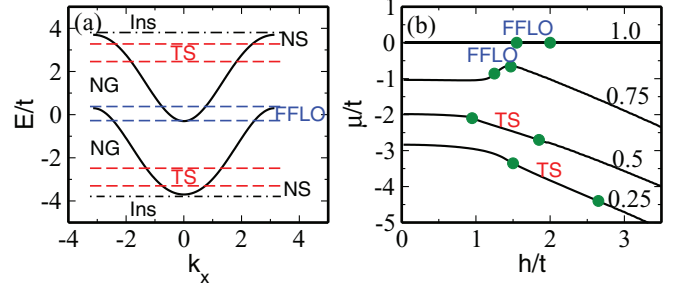 (a)
Ins
NS
TS
NG
FFLO
NG
TS
NS
Ins
4
2
0
-2
-4
E/t
-4 -2 0 2 4
k_x
(b)
FFLO
1.0
FFLO
0.75
TS
0.5
TS
0.25
1
0
-1
-2
-3
-4
-5
μ/t
0 1 2 3
h/t